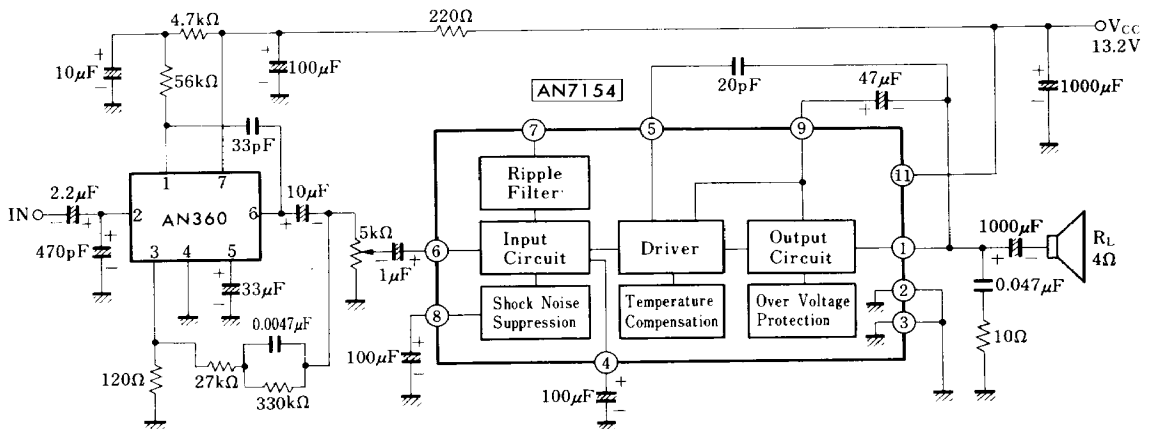 4.7kΩ
220Ω
VCC
13.2V
+
10μF
−
56kΩ
+
100μF
−
33pF
AN7154
20pF
47μF
+ −
+
1000μF
−
7
5
9
11
Ripple
Filter
1
7
2.2μF
10μF
IN
+
2
AN360
6
+ −
470pF
+
−
3
4
5
5kΩ
−
+
1μF
6
Input
Circuit
Driver
Output
Circuit
1
1000μF
+ −
RL
4Ω
0.047μF
+
33μF
−
8
Shock Noise
Suppression
Temperature
Compensation
Over Voltage
Protection
2
3
10Ω
0.0047μF
100μF
+
−
120Ω
27kΩ
330kΩ
4
100μF
+
−